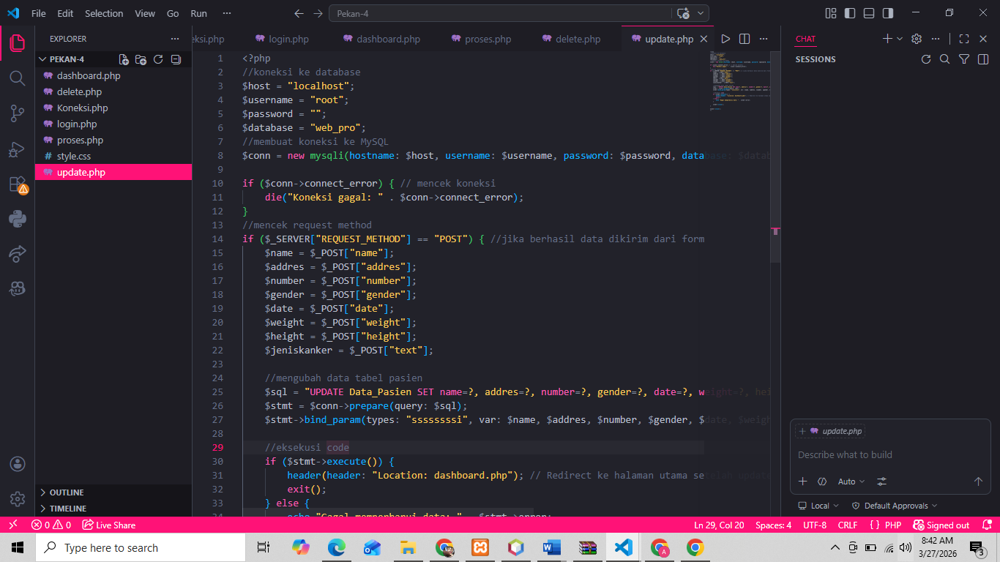 File Edit Selection View Go Run ···
Pekan-4
EXPLORER ···
PEKAN-4
dashboard.php
delete.php
Koneksi.php
login.php
proses.php
# style.css
update.php
OUTLINE
TIMELINE
eksi.php login.php dashboard.php proses.php delete.php update.php ···
1 <?php
2 //koneksi ke database
3 $host = "localhost";
4 $username = "root";
5 $password = "";
6 $database = "web_pro";
7 //membuat koneksi ke MySQL
8 $conn = new mysqli(hostname: $host, username: $username, password: $password, database: $datab
9
10 if ($conn->connect_error) { // mencek koneksi
11 die("Koneksi gagal: " . $conn->connect_error);
12 }
13 //mencek request method
14 if ($_SERVER["REQUEST_METHOD"] == "POST") { //jika berhasil data dikirim dari form
15 $name = $_POST["name"];
16 $addres = $_POST["addres"];
17 $number = $_POST["number"];
18 $gender = $_POST["gender"];
19 $date = $_POST["date"];
20 $weight = $_POST["weight"];
21 $height = $_POST["height"];
22 $jeniskanker = $_POST["text"];
23
24 //mengubah data tabel pasien
25 $sql = "UPDATE Data_Pasien SET name=?, addres=?, number=?, gender=?, date=?, weight=?, hei
26 $stmt = $conn->prepare(query: $sql);
27 $stmt->bind_param(types: "ssssssssi", var: $name, $addres, $number, $gender, $date, $weigh
28
29 //eksekusi code
30 if ($stmt->execute()) {
31 header(header: "Location: dashboard.php"); // Redirect ke halaman utama setelah update
32 exit();
33 } else {
34 echo "Gagal memperbarui data: " . $stmt->error;
CHAT
SESSIONS
update.php
Describe what to build
Auto
Local Default Approvals
0 0 Live Share
Ln 29, Col 20 Spaces: 4 UTF-8 CRLF { } PHP Signed out
Type here to search
8:42 AM
3/27/2026
3